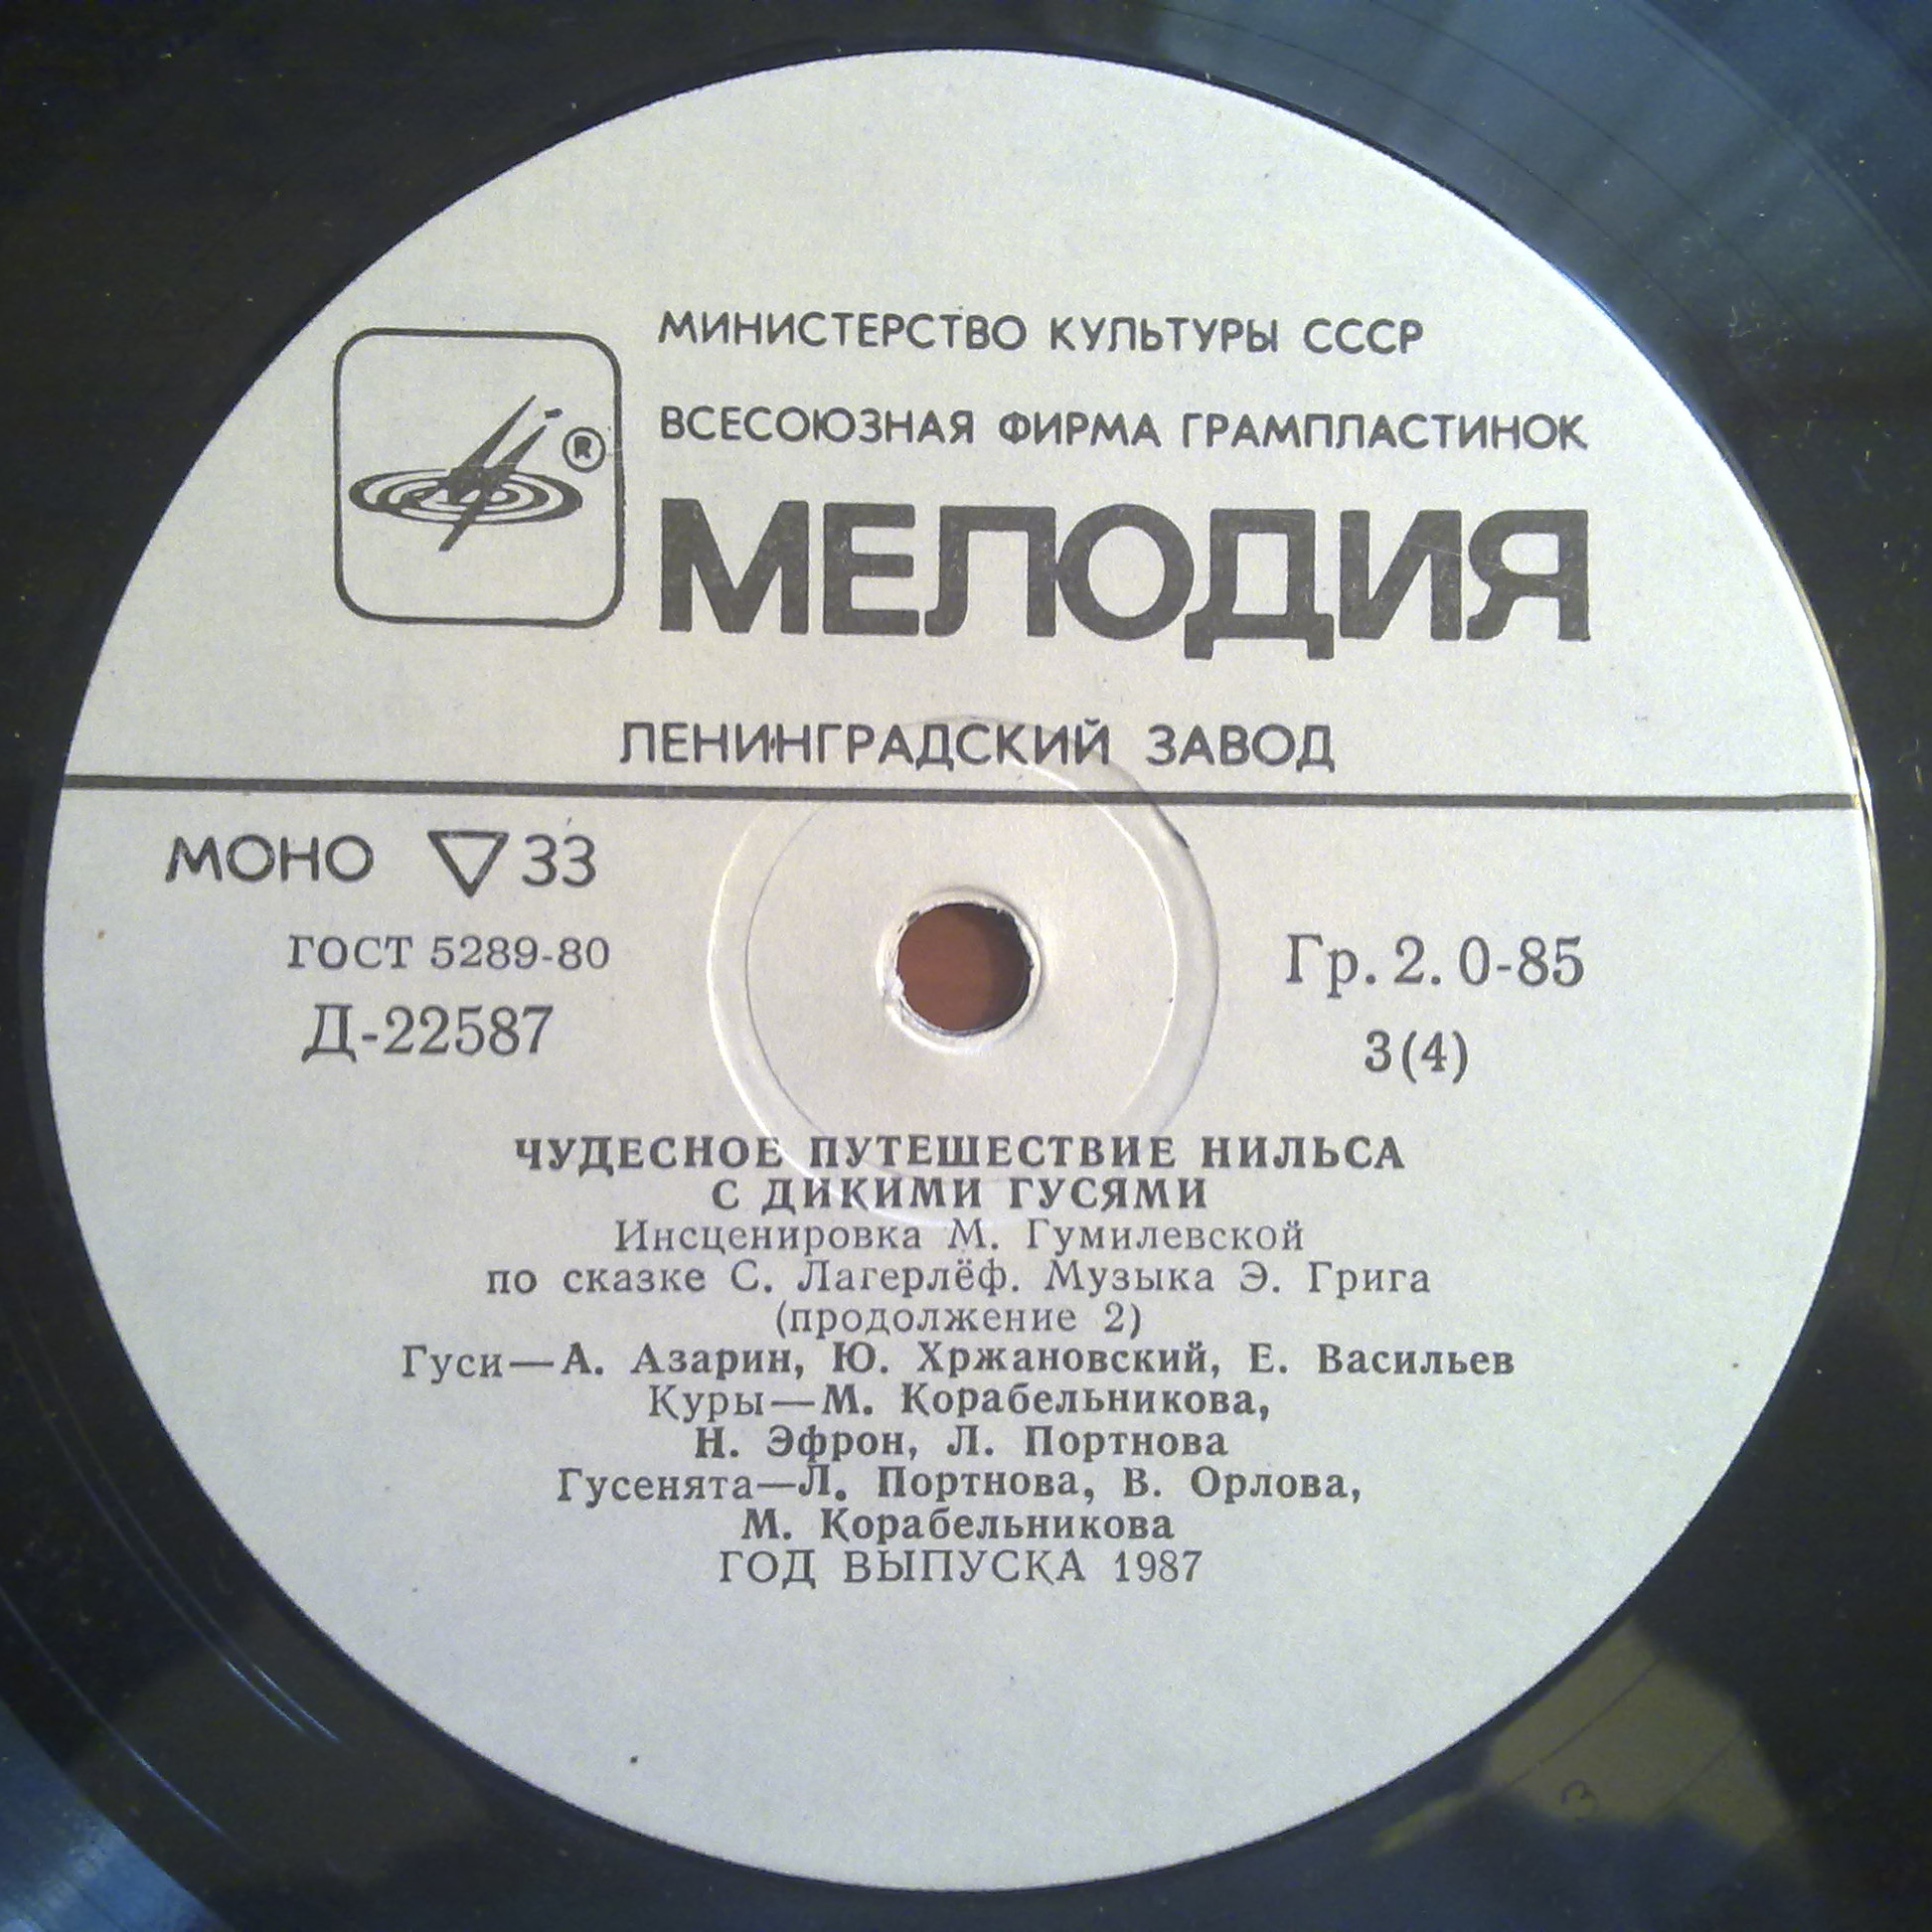 МИНИСТЕРСТВО КУЛЬТУРЫ СССР
ВСЕСОЮЗНАЯ ФИРМА ГРАМПЛАСТИНОК
®
МЕЛОДИЯ
ЛЕНИНГРАДСКИЙ ЗАВОД
МОНО ▽ 33
ГОСТ 5289-80
Д-22587
Гр. 2. 0-85
3(4)
ЧУДЕСНОЕ ПУТЕШЕСТВИЕ НИЛЬСА
С ДИКИМИ ГУСЯМИ
Инсценировка М. Гумилевской
по сказке С. Лагерлёф. Музыка Э. Грига
(продолжение 2)
Гуси—А. Азарин, Ю. Хржановский, Е. Васильев
Куры—М. Корабельникова,
Н. Эфрон, Л. Портнова
Гусенята—Л. Портнова, В. Орлова,
М. Корабельникова
ГОД ВЫПУСКА 1987
3